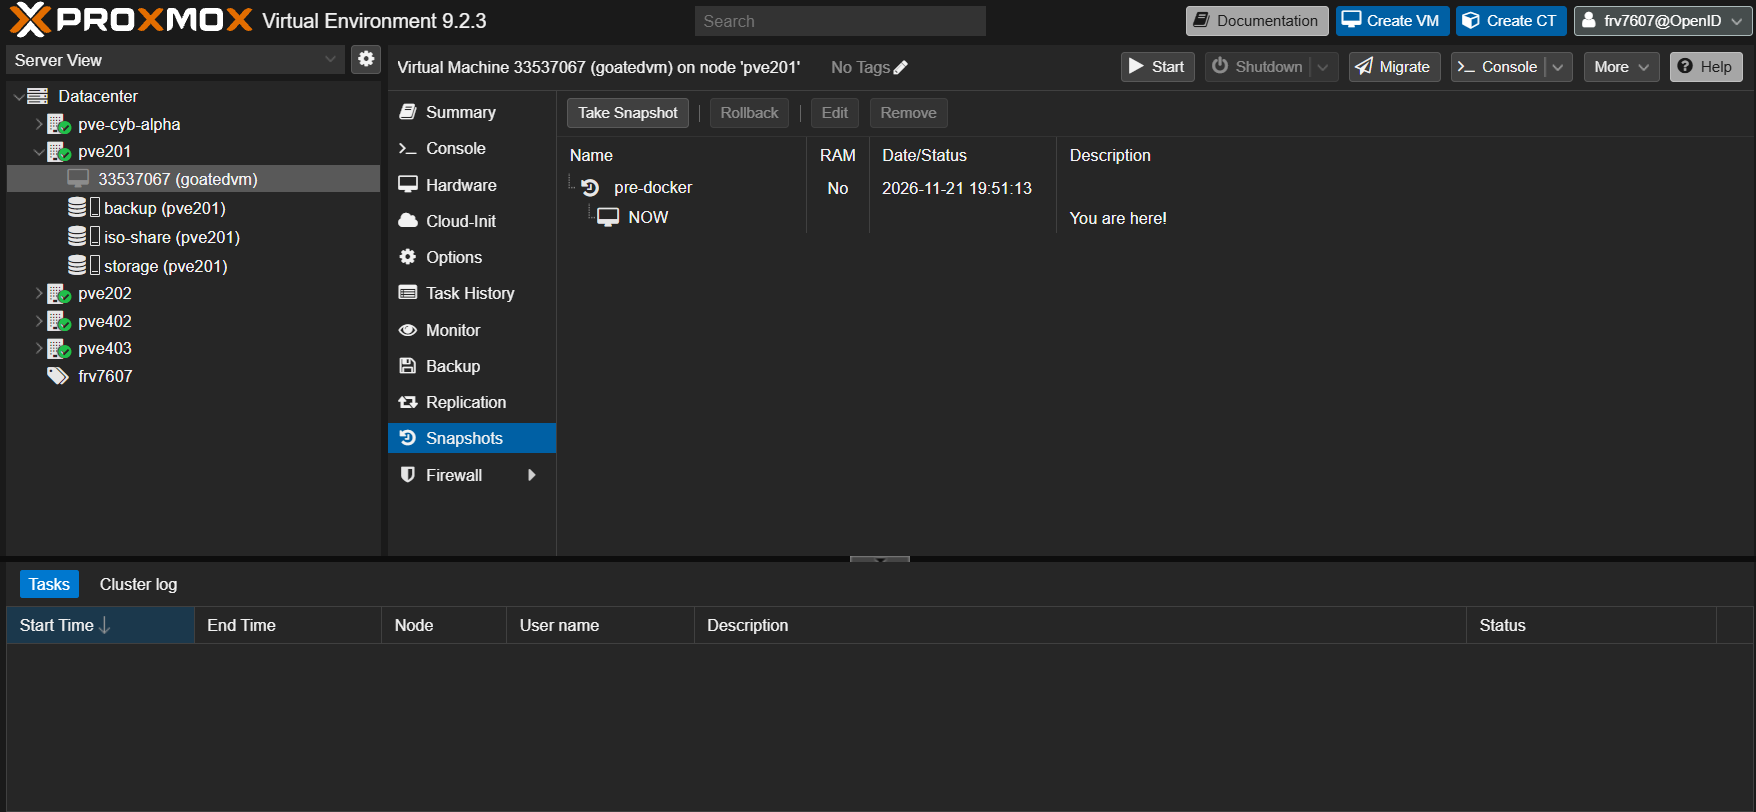 PROXMOX Virtual Environment 9.2.3
Search
Documentation
Create VM
Create CT
frv7607@OpenID
Server View
Datacenter
pve-cyb-alpha
pve201
33537067 (goatedvm)
backup (pve201)
iso-share (pve201)
storage (pve201)
pve202
pve402
pve403
frv7607
Virtual Machine 33537067 (goatedvm) on node 'pve201'
No Tags
Start
Shutdown
Migrate
Console
More
Help
Summary
Console
Hardware
Cloud-Init
Options
Task History
Monitor
Backup
Replication
Snapshots
Firewall
Take Snapshot
Rollback
Edit
Remove
Name RAM Date/Status Description
pre-docker No 2026-11-21 19:51:13
NOW You are here!
Tasks
Cluster log
Start Time End Time Node User name Description Status